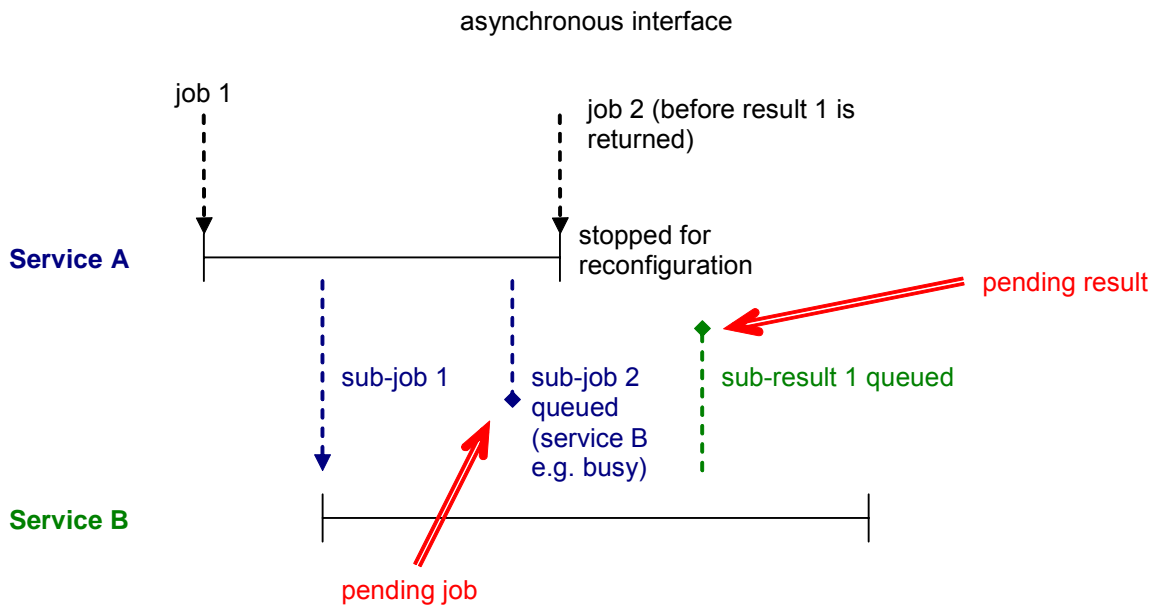 asynchronous interface
job 1
job 2 (before result 1 is
returned)
Service A
stopped for
reconfiguration
pending result
sub-job 1
sub-job 2
queued
(service B
e.g. busy)
sub-result 1 queued
Service B
pending job